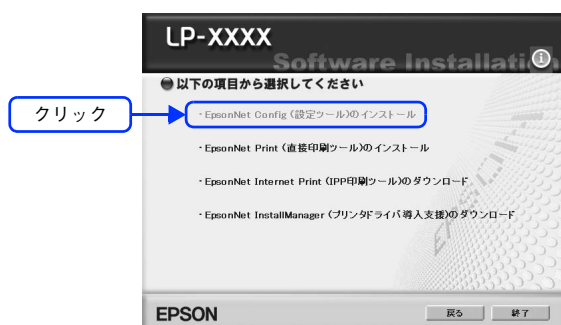 LP-XXXX
Software Installati
i
以下の項目から選択してください
クリック
・EpsonNet Config (設定ツール)のインストール
・EpsonNet Print (直接印刷ツール)のインストール
・EpsonNet Internet Print (IPP印刷ツール)のダウンロード
・EpsonNet InstallManager (プリンタドライバ導入支援)のダウンロード
EPSON
EPSON
戻る
終了